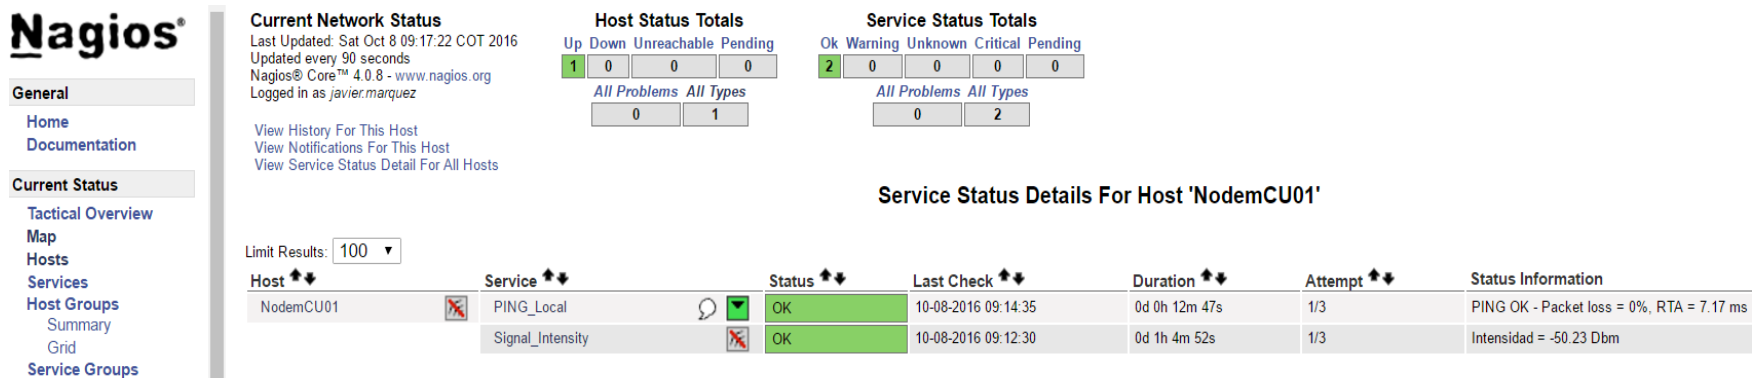 Nagios®
General
Home
Documentation
Current Status
Tactical Overview
Map
Hosts
Services
Host Groups
Summary
Grid
Service Groups
Current Network Status
Last Updated: Sat Oct 8 09:17:22 COT 2016
Updated every 90 seconds
Nagios® Core™ 4.0.8 - www.nagios.org
Logged in as javier.marquez
View History For This Host
View Notifications For This Host
View Service Status Detail For All Hosts
Host Status Totals
Up Down Unreachable Pending
1 0 0 0
All Problems All Types
0 1
Service Status Totals
Ok Warning Unknown Critical Pending
2 0 0 0 0
All Problems All Types
0 2
Service Status Details For Host 'NodemCU01'
Limit Results: 100
Host Service Status Last Check Duration Attempt Status Information
NodemCU01 PING_Local OK 10-08-2016 09:14:35 0d 0h 12m 47s 1/3 PING OK - Packet loss = 0%, RTA = 7.17 ms
Signal_Intensity OK 10-08-2016 09:12:30 0d 1h 4m 52s 1/3 Intensidad = -50.23 Dbm